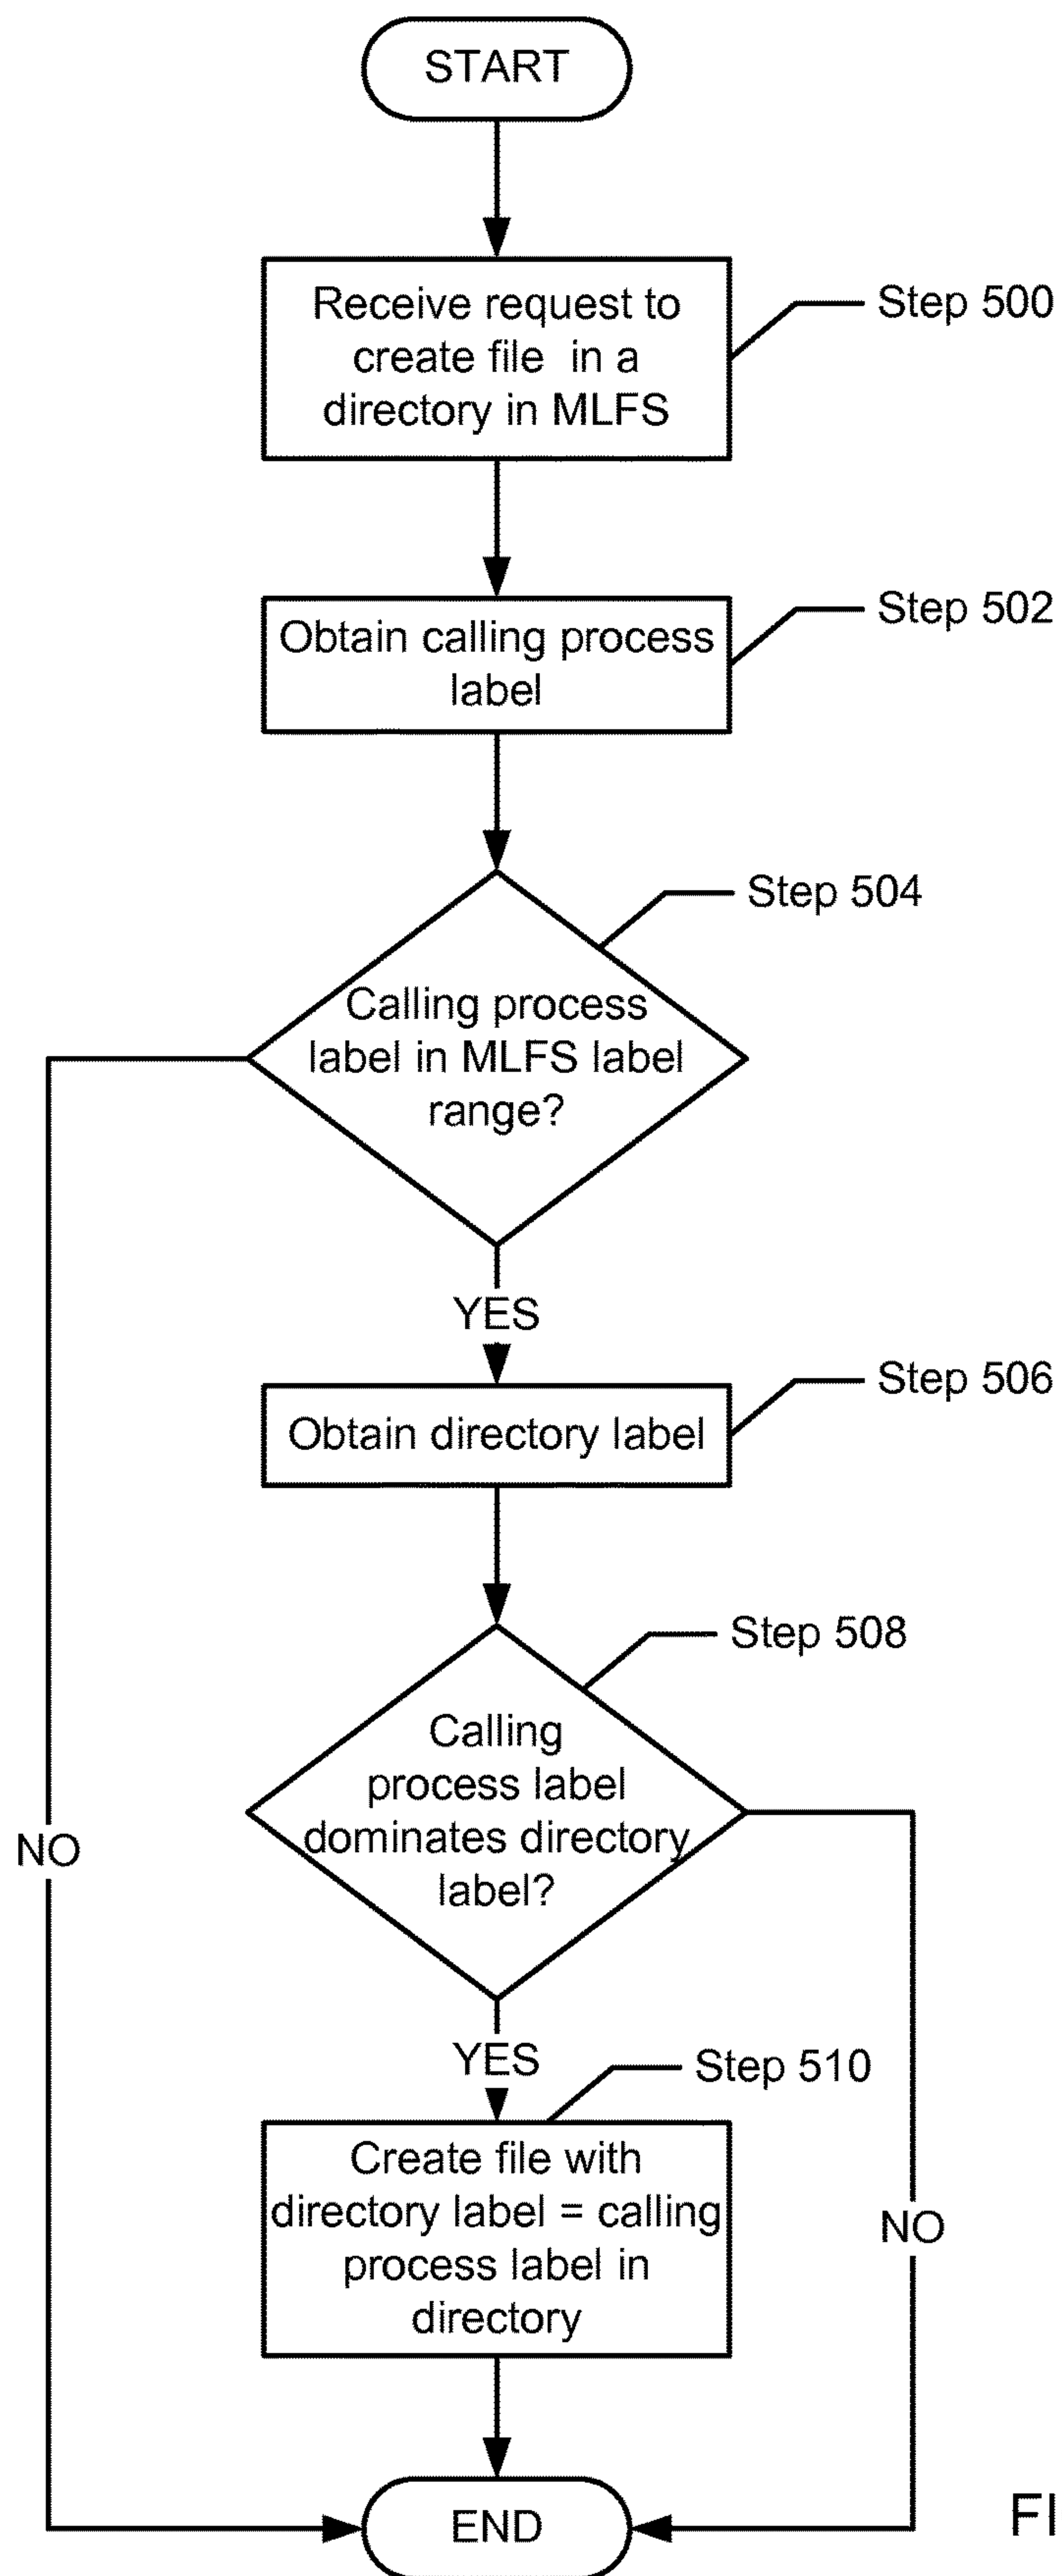 START
Receive request to
create file in a
directory in MLFS
Step 500
Obtain calling process
label
Step 502
Step 504
Calling process
label in MLFS label
range?
YES
Step 506
Obtain directory label
Step 508
Calling
process label
dominates directory
label?
NO
YES
Step 510
Create file with
directory label = calling
process label in
directory
NO
END
FI